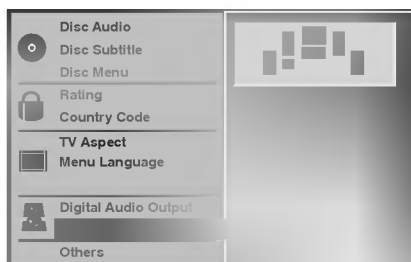 Disc Audio
Disc Subtitle
Disc Menu
Rating
Country Code
TV Aspect
Menu Language
Digital Audio Output
Others